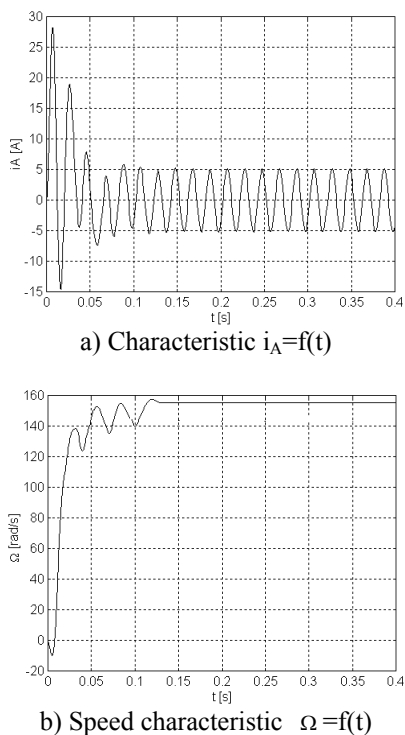 30
25
20
15
10
5
0
-5
-10
-15
iA [A]
0 0.05 0.1 0.15 0.2 0.25 0.3 0.35 0.4
t [s]
a) Characteristic iA=f(t)
160
140
120
100
80
60
40
20
0
-20
Ω [rad/s]
0 0.05 0.1 0.15 0.2 0.25 0.3 0.35 0.4
t [s]
b) Speed characteristic Ω =f(t)